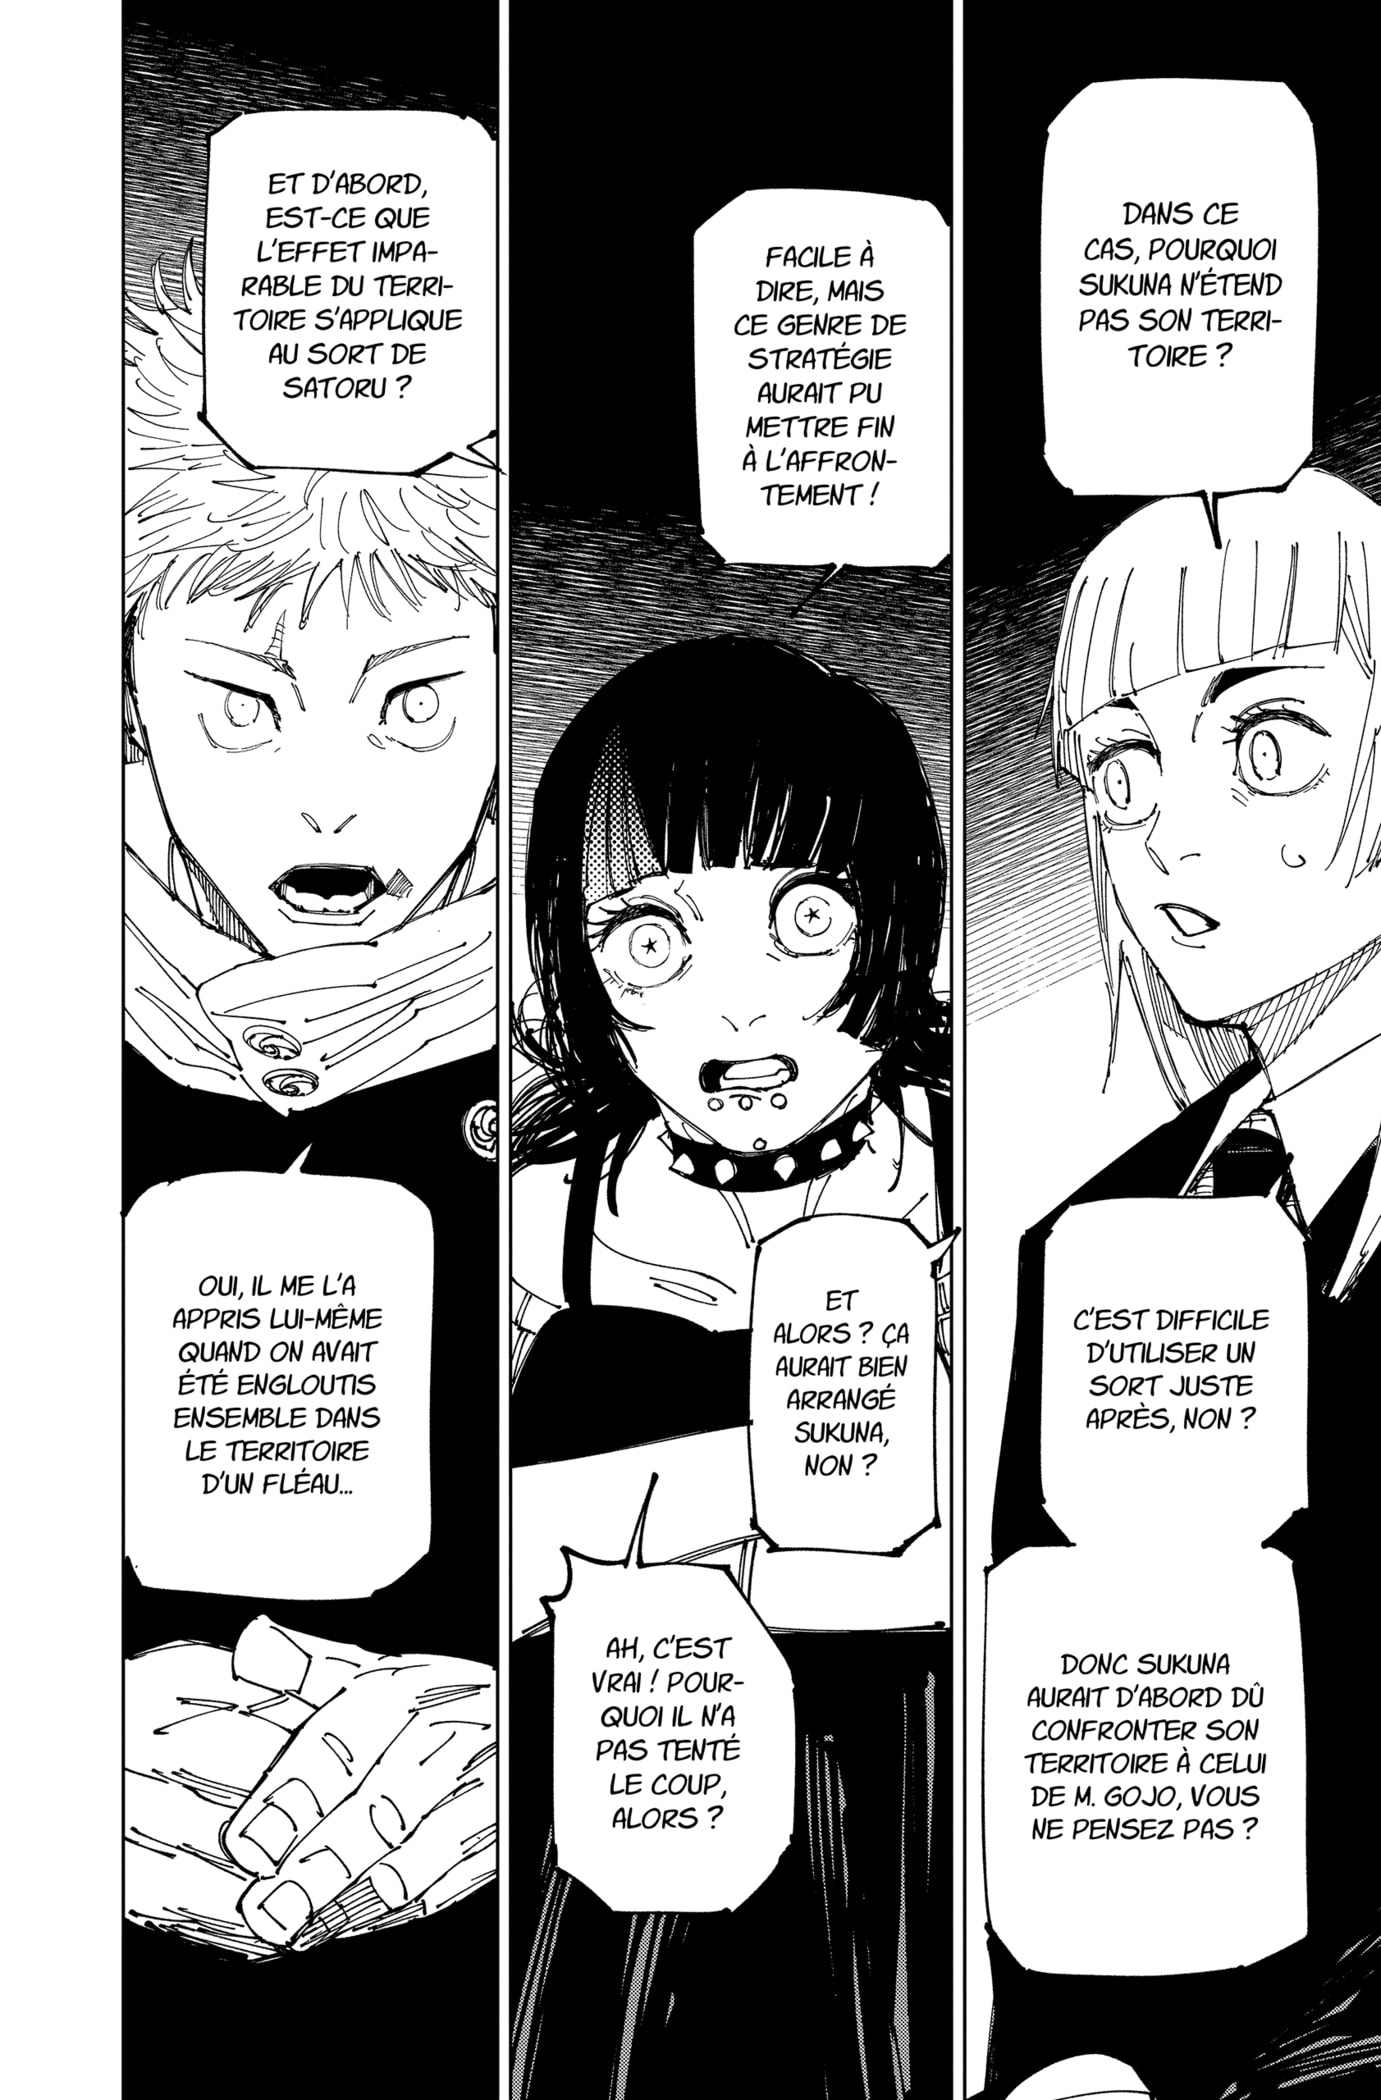 DANS CE
CAS, POURQUOI
SUKUNA N'ÉTEND
PAS SON TERRI-
TOIRE ?
C'EST DIFFICILE
D'UTILISER UN
SORT JUSTE
APRÈS, NON ?
DONC SUKUNA
AURAIT D'ABORD DÛ
CONFRONTER SON
TERRITOIRE À CELUI
DE M. GOJO, VOUS
NE PENSEZ PAS ?
FACILE À
DIRE, MAIS
CE GENRE DE
STRATÉGIE
AURAIT PU
METTRE FIN
À L'AFFRON-
TEMENT !
ET
ALORS ? ÇA
AURAIT BIEN
ARRANGÉ
SUKUNA,
NON ?
AH, C'EST
VRAI ! POUR-
QUOI IL N'A
PAS TENTÉ
LE COUP,
ALORS ?
ET D'ABORD,
EST-CE QUE
L'EFFET IMPA-
RABLE DU TERRI-
TOIRE S'APPLIQUE
AU SORT DE
SATORU ?
OUI, IL ME L'A
APPRIS LUI-MÊME
QUAND ON AVAIT
ÉTÉ ENGLOUTIS
ENSEMBLE DANS
LE TERRITOIRE
D'UN FLÉAU...